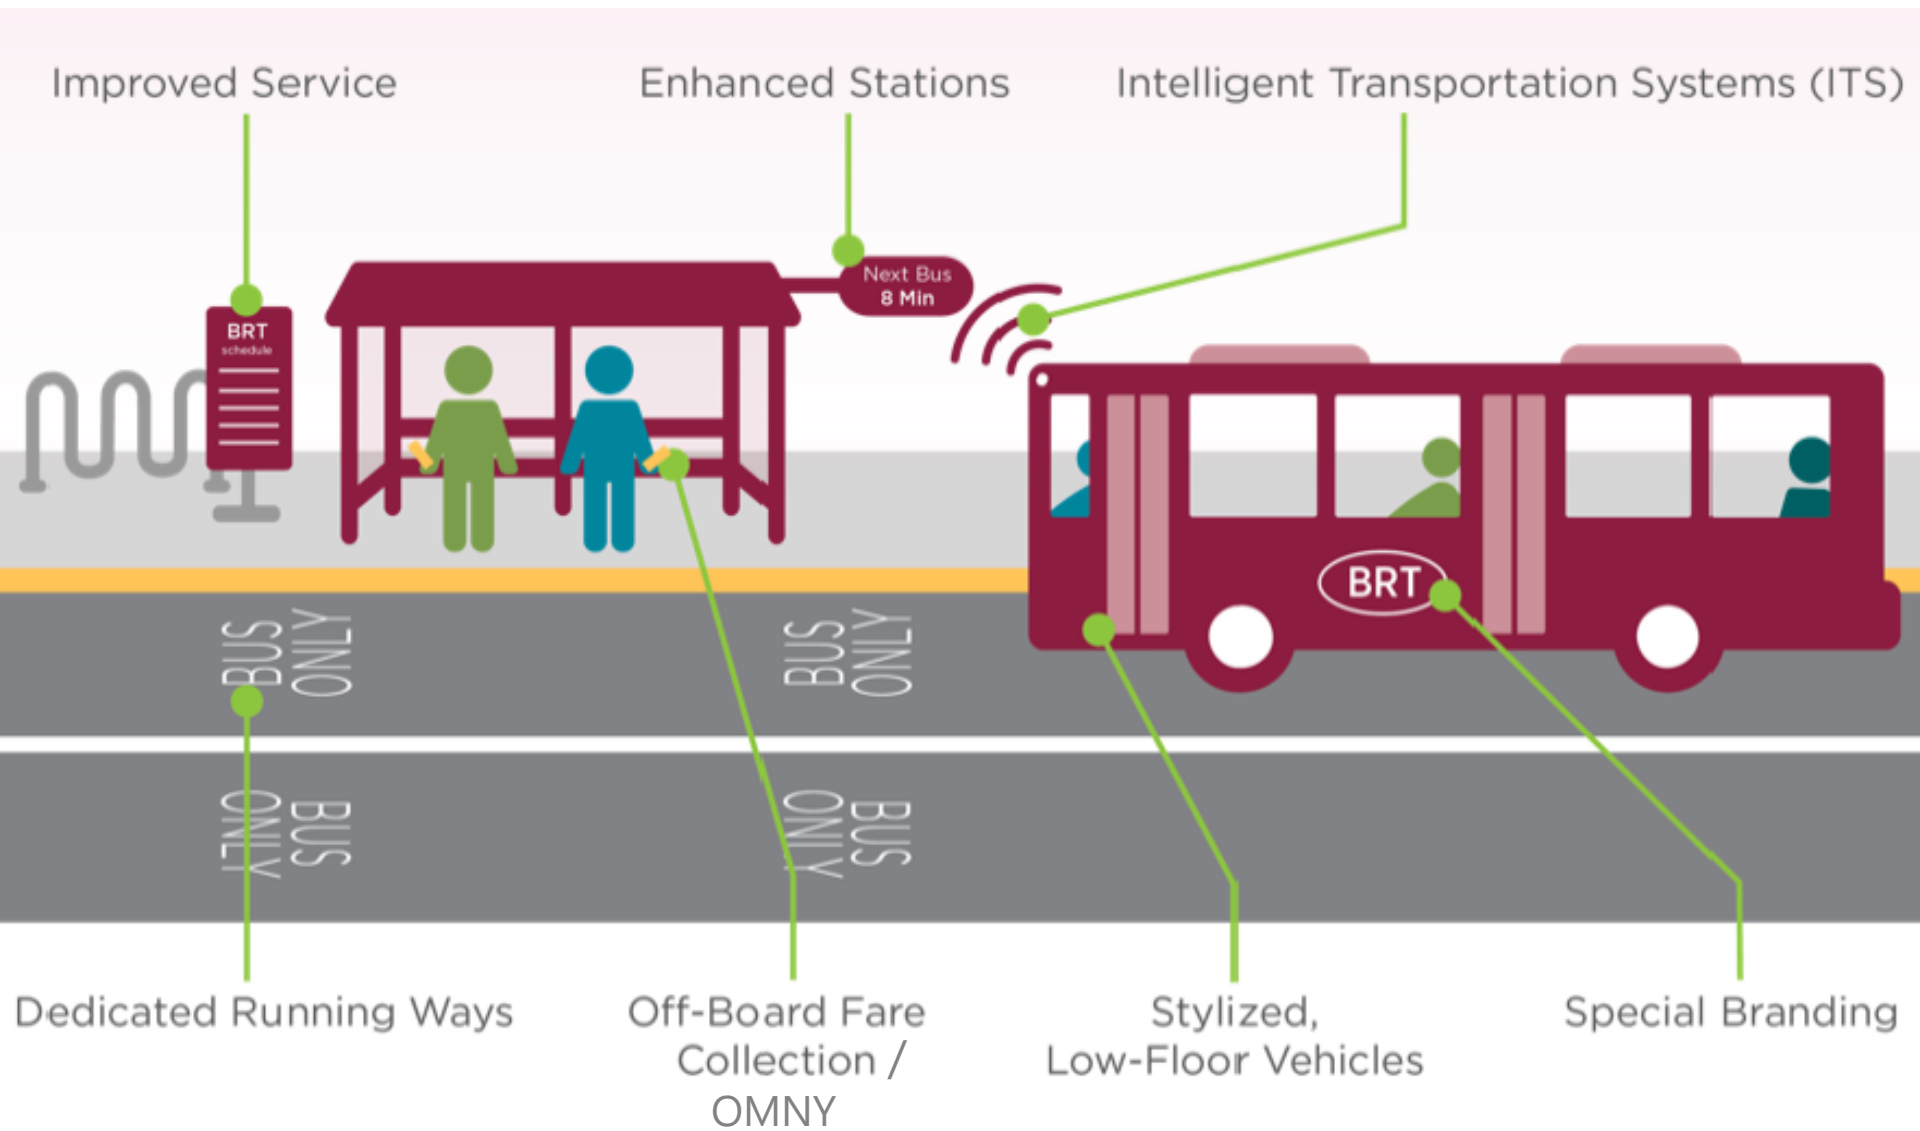 Improved Service
Enhanced Stations
Intelligent Transportation Systems (ITS)
Next Bus
8 Min
BRT
schedule
BRT
BUS
ONLY
BUS
ONLY
BUS
ONLY
BUS
ONLY
Dedicated Running Ways
Off-Board Fare
Collection /
OMNY
Stylized,
Low-Floor Vehicles
Special Branding